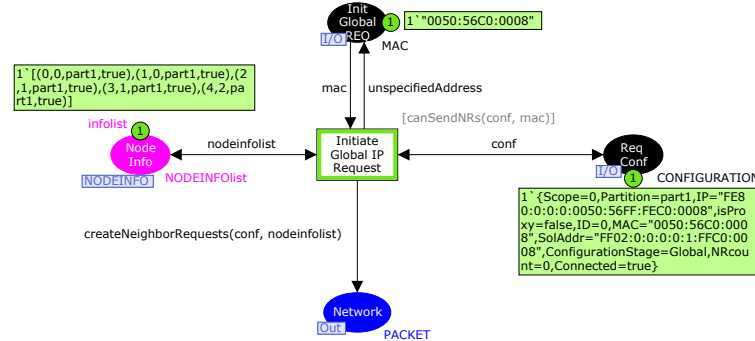 Init
Global
REQ
1
1`"0050:56C0:0008"
I/O
MAC
1`[(0,0,part1,true),(1,0,part1,true),(2
,1,part1,true),(3,1,part1,true),(4,2,pa
rt1,true)]
mac
unspecifiedAddress
infolist
1
[canSendNRs(conf, mac)]
Node
Info
nodeinfolist
Initiate
Global IP
Request
conf
Req
Conf
NODEINFO
NODEINFOlist
I/O
1
CONFIGURATION
1`{Scope=0,Partition=part1,IP="FE8
0:0:0:0:0050:56FF:FEC0:0008",isPro
xy=false,ID=0,MAC="0050:56C0:000
8",SolAddr="FF02:0:0:0:0:1:FFC0:00
08",ConfigurationStage=Global,NRcou
nt=0,Connected=true}
createNeighborRequests(conf, nodeinfolist)
Network
Out
PACKET